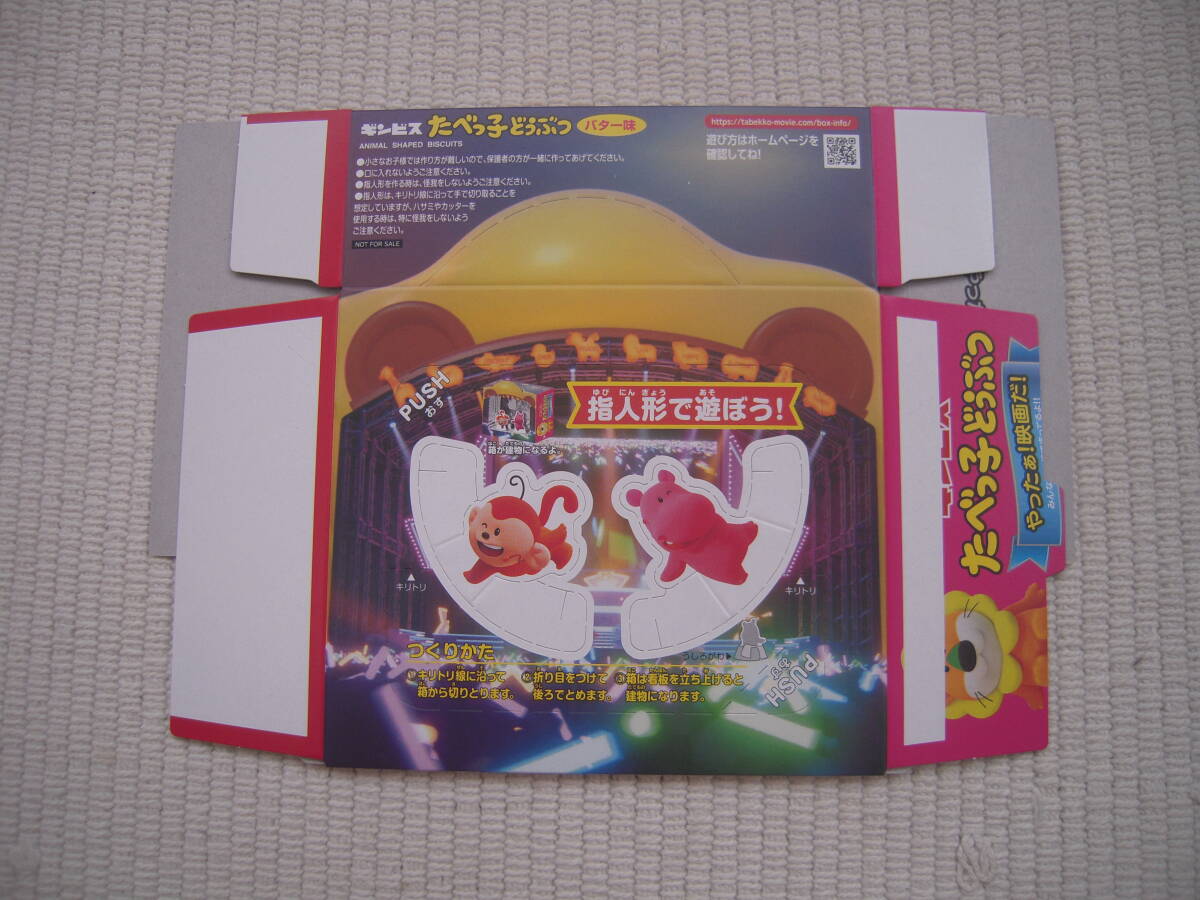 ギンビス たべっ子どうぶつ バター味
ANIMAL SHAPED BISCUITS
●小さなお子様では作り方が難しいので、保護者の方が一緒に作ってあげてください。
●口に入れないようご注意ください。
●指人形を作る時は、怪我をしないようご注意ください。
●指人形は、キリトリ線に沿って手で切り取ることを
想定していますが、ハサミやカッターを
使用する時は、特に怪我をしないよう
ご注意ください。
NOT FOR SALE
https://tabekko-movie.com/box-info/
遊び方はホームページを
確認してね!
PUSH
おす
ゆび にん ぎょう あそ
指人形で遊ぼう!
箱が建物になるよ。
キリトリ
キリトリ
つくりかた
うしろがわ▶
PUSH
おす
①キリトリ線に沿って
箱から切りとります。
②折り目をつけて
後ろでとめます。
③箱は看板を立ち上げると
建物になります。
たべっ子どうぶつ
やったぁ!映画だ!